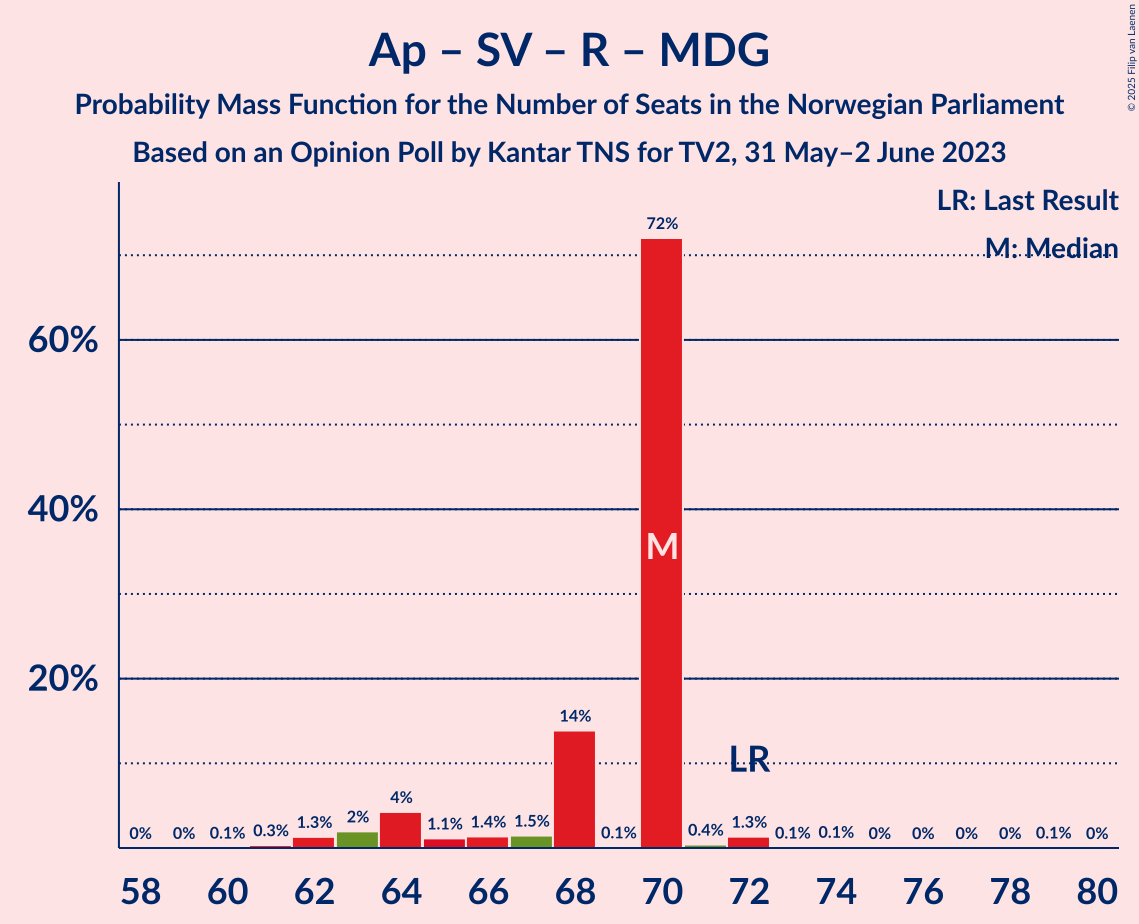 Ap – SV – R – MDG
Probability Mass Function for the Number of Seats in the Norwegian Parliament
Based on an Opinion Poll by Kantar TNS for TV2, 31 May–2 June 2023
© 2025 Filip van Laenen
LR: Last Result
M: Median
60%
40%
20%
0% 0% 0.1% 0.3% 1.3% 2% 4% 1.1% 1.4% 1.5% 14% 0.1% 72% 0.4% 1.3% 0.1% 0.1% 0% 0% 0% 0% 0.1% 0%
M
LR
58 60 62 64 66 68 70 72 74 76 78 80